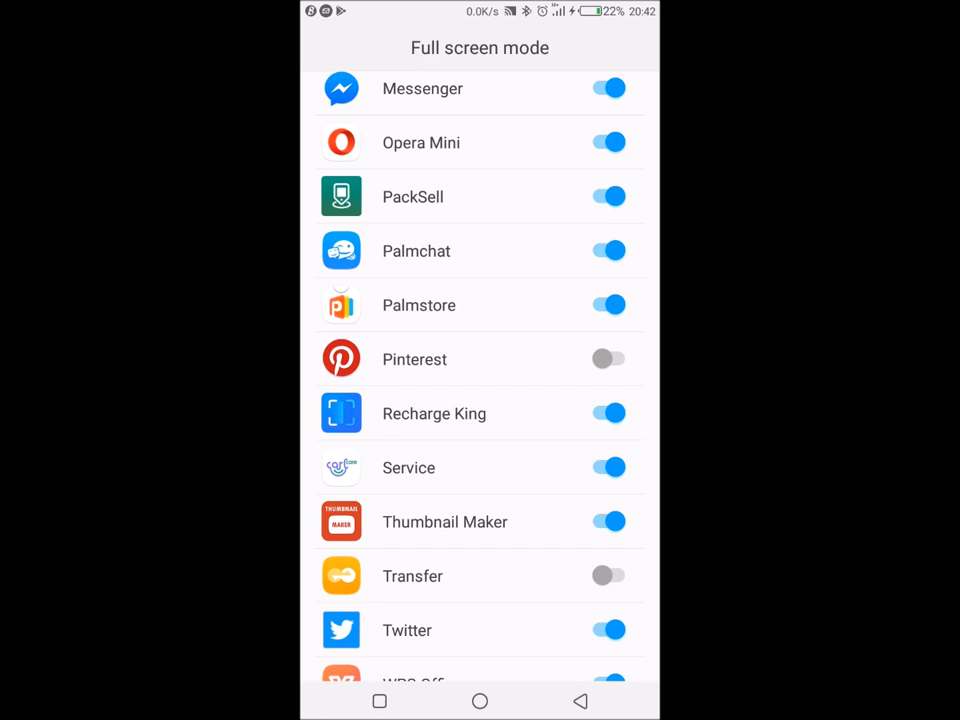 0.0K/s H+ 22% 20:42
Full screen mode
Messenger
Opera Mini
PackSell
Palmchat
Palmstore
Pinterest
Recharge King
carlcare Service
THUMBNAIL
MAKER
Thumbnail Maker
Transfer
Twitter